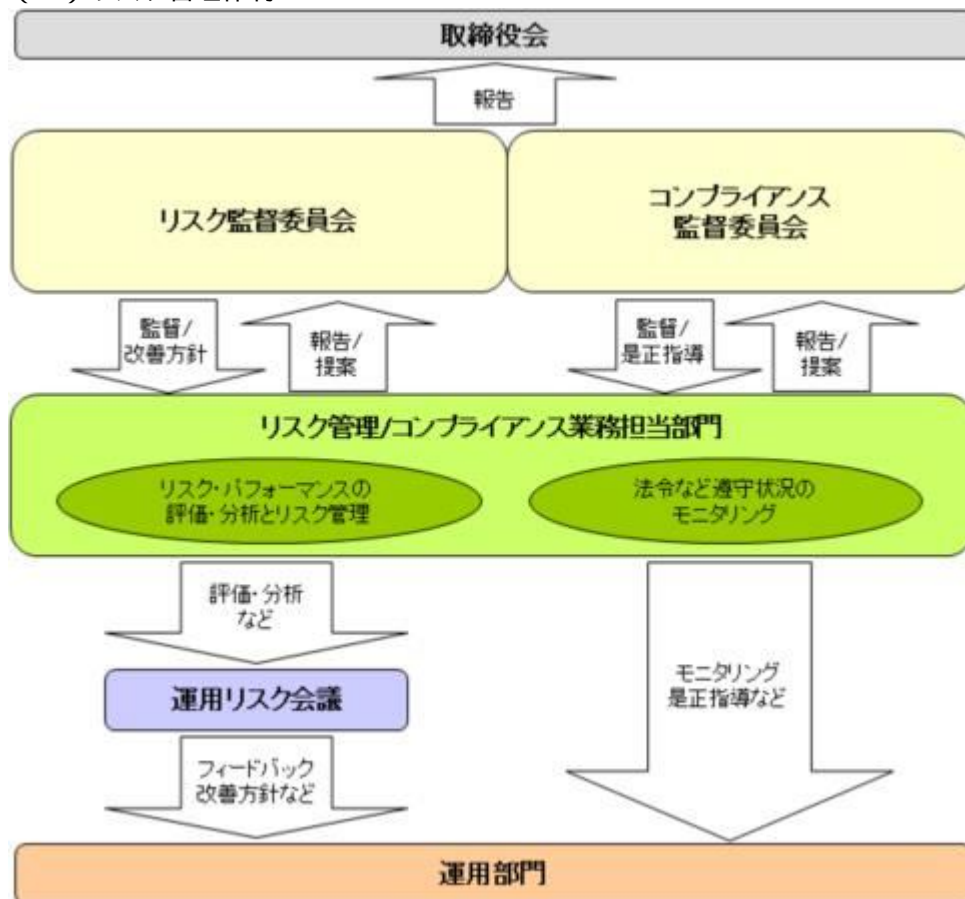 取締役会
報告
リスク監督委員会
コンプライアンス
監督委員会
監督/
改善方針
報告/
提案
監督/
是正指導
報告/
提案
リスク管理/コンプライアンス業務担当部門
リスク・パフォーマンスの
評価・分析とリスク管理
法令など遵守状況の
モニタリング
評価・分析
など
運用リスク会議
モニタリング
是正指導など
フィードバック
改善方針など
運用部門